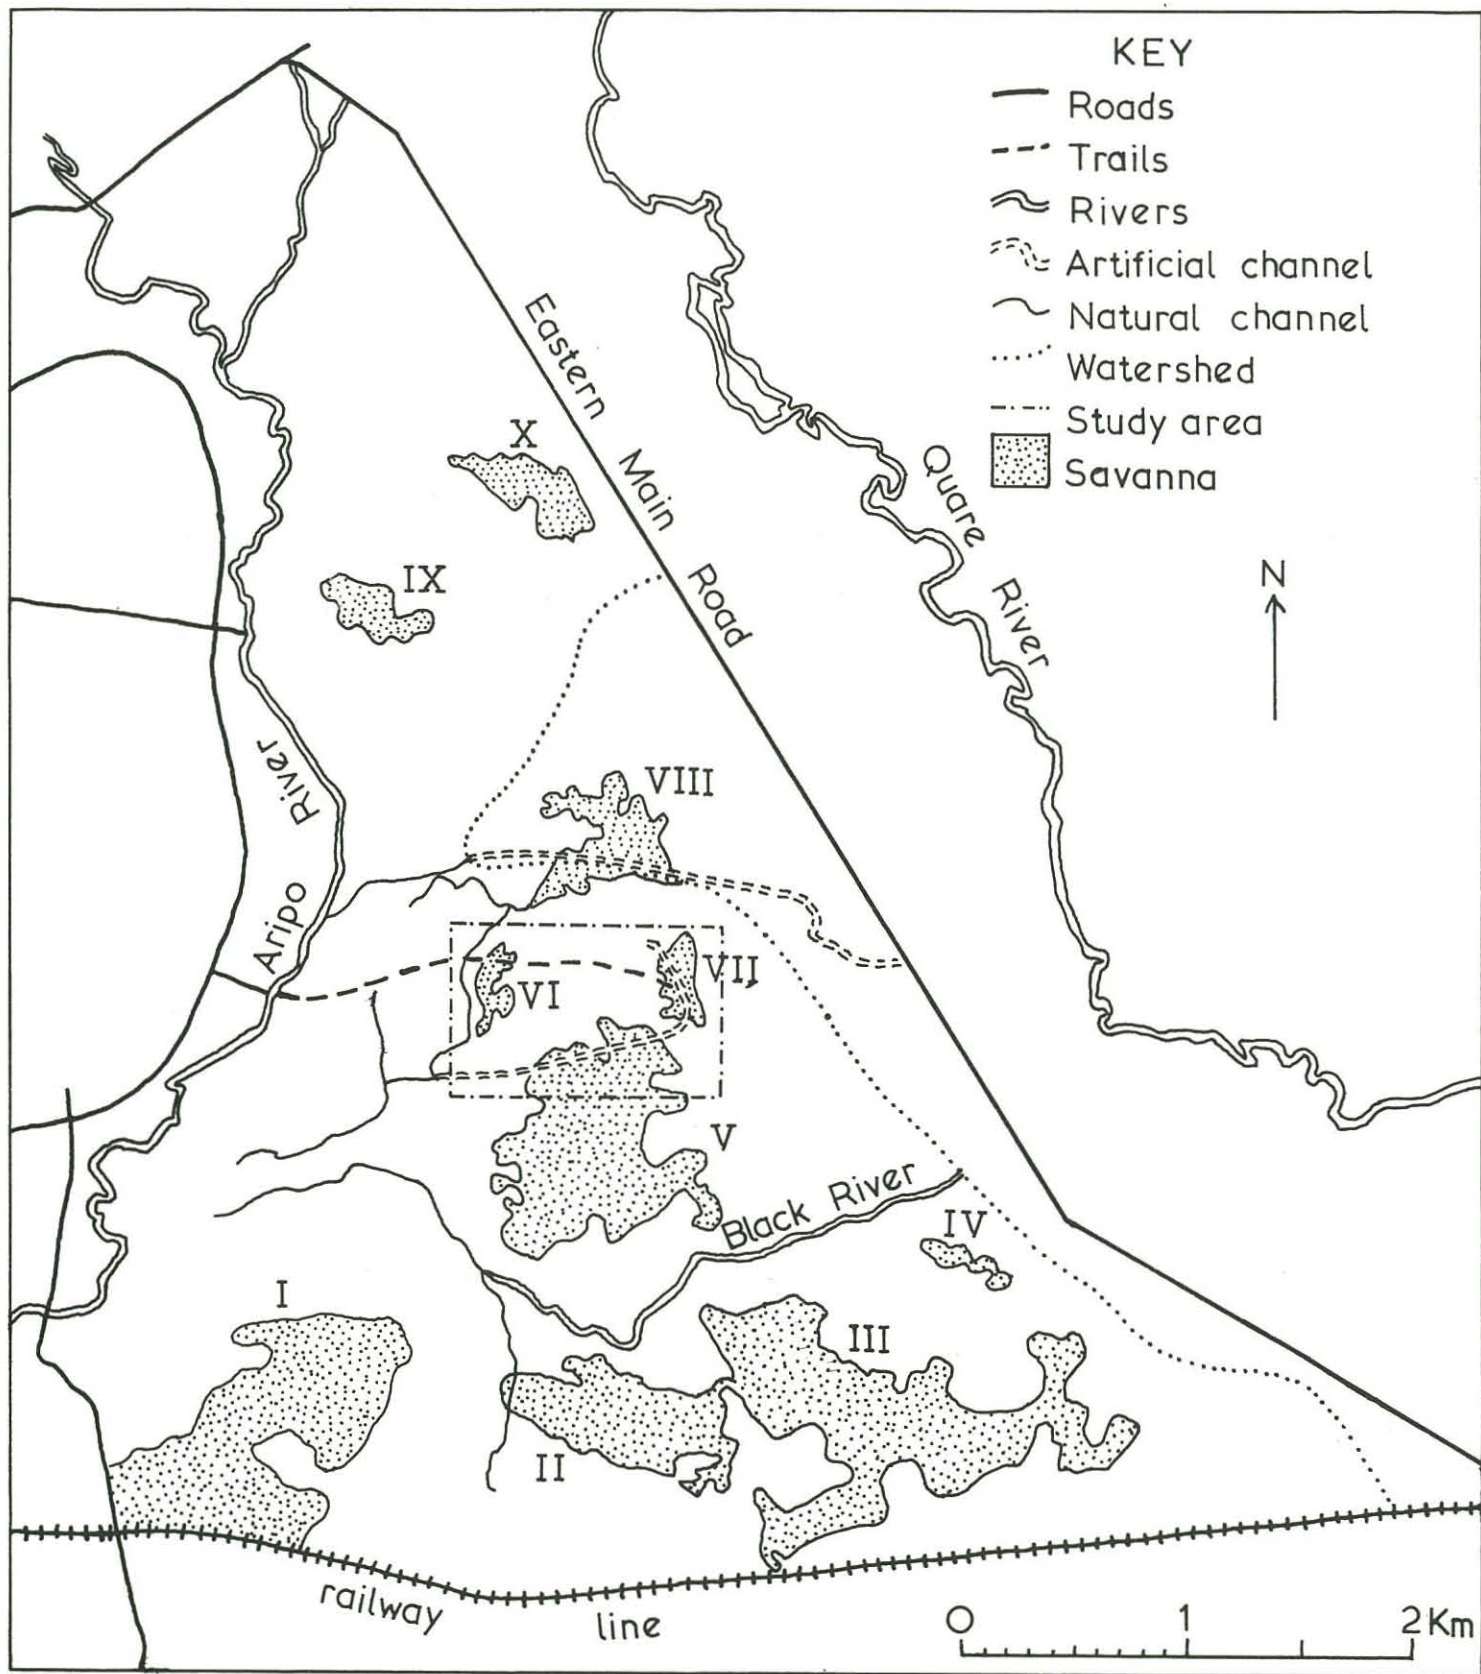 KEY
Roads
Trails
Rivers
Artificial channel
Natural channel
Watershed
Study area
Savanna
Eastern Main Road
Quare River
N
X
IX
VIII
Aripo River
VI
VII
V
Black River
IV
I
III
II
railway line
0 1 2 Km